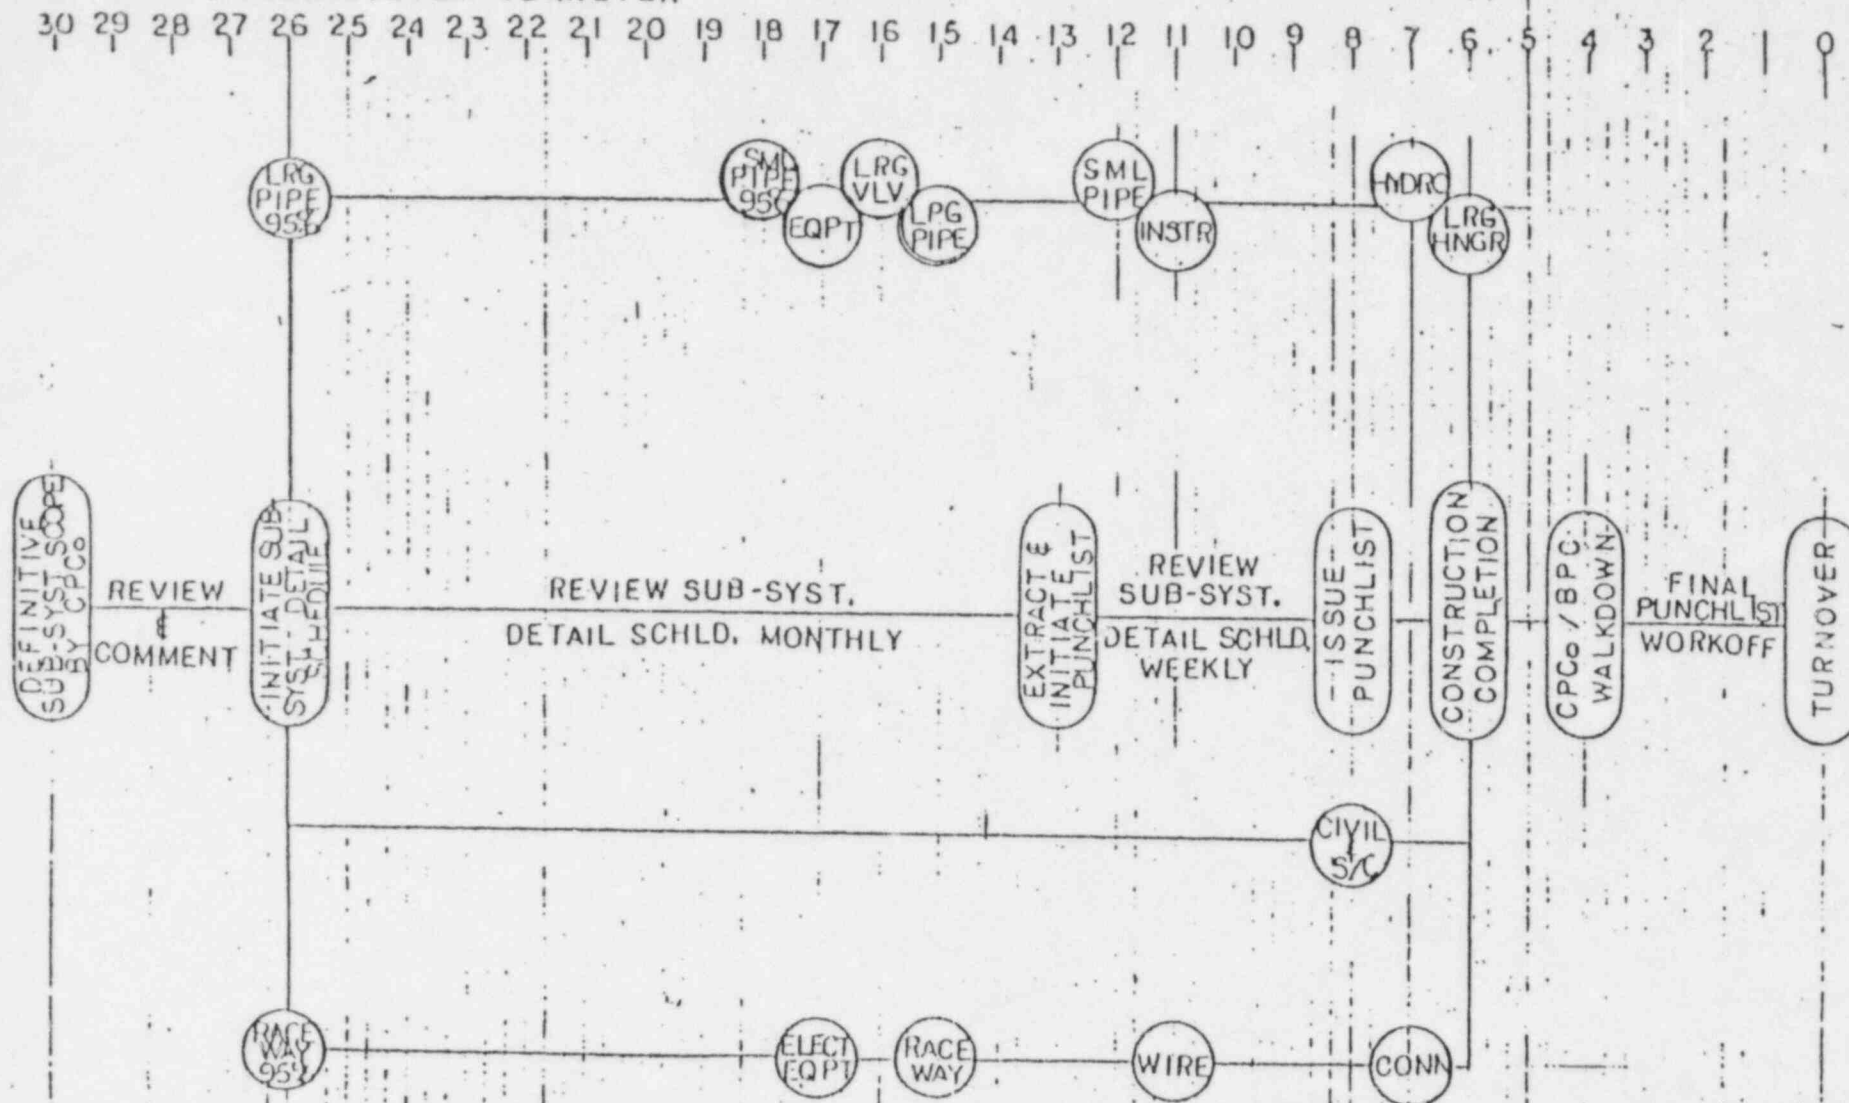 30 29 28 27 26 25 24 23 22 21 20 19 18 17 16 15 14 13 12 11 10 9 8 7 6 5 4 3 2 1 0
LRG
PIPE
95%
SML
PIPE
95%
EQPT
LRG
VLV
LPG
PIPE
SML
PIPE
INSTR
HYDRO
LRG
HNGR
DEFINITIVE
SUB-SYST SCOPE
BY CPCo
REVIEW
&
COMMENT
INITIATE SUB
SYST. DETAIL
SCHEDULE
REVIEW SUB-SYST.
DETAIL SCHLD. MONTHLY
EXTRACT &
INITIATE
PUNCHLIST
REVIEW
SUB-SYST.
DETAIL SCHLD.
WEEKLY
ISSUE
PUNCHLIST
CONSTRUCTION
COMPLETION
CPCo / BPC
WALKDOWN
FINAL
PUNCHLIST
WORKOFF
TURNOVER
CIVIL
S/C
RACE
WAY
95%
ELECT
EQPT
RACE
WAY
WIRE
CONN